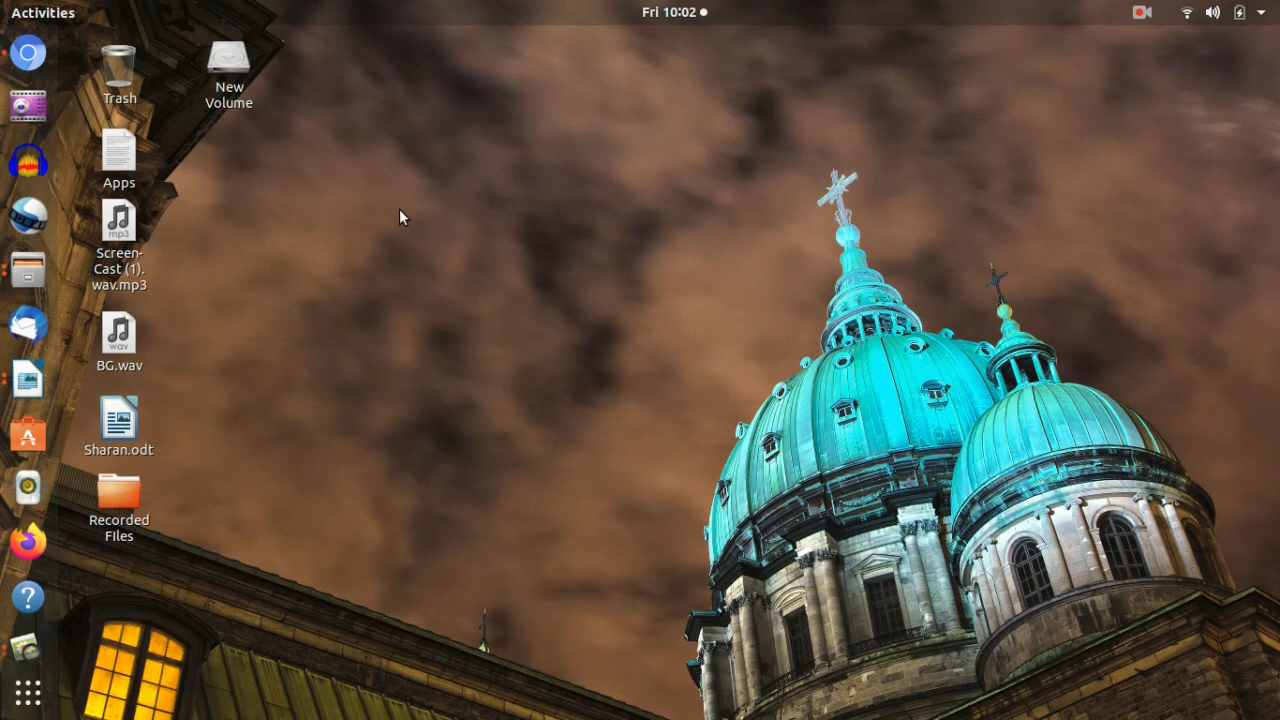 Activities
Fri 10:02
Trash
New
Volume
Apps
mp3
Screen-
Cast (1).
wav.mp3
wav
BG.wav
Sharan.odt
Recorded
FIles